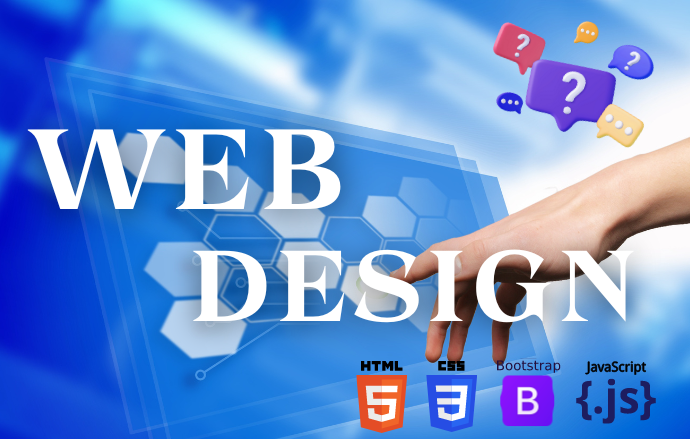 WEB
DESIGN
? ? ?
HTML CSS Bootstrap JavaScript
5 3 B {.js}